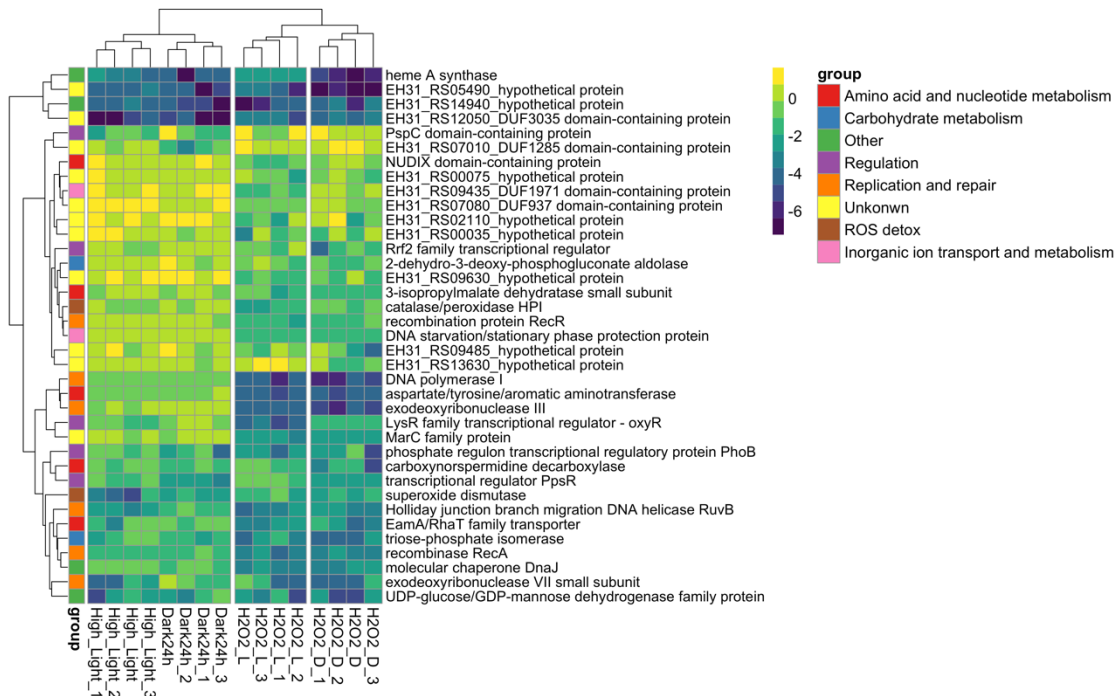 heme A synthase
EH31_RS05490_hypothetical protein
EH31_RS14940_hypothetical protein
EH31_RS12050_DUF3035 domain-containing protein
PspC domain-containing protein
EH31_RS07010_DUF1285 domain-containing protein
NUDIX domain-containing protein
EH31_RS00075_hypothetical protein
EH31_RS09435_DUF1971 domain-containing protein
EH31_RS07080_DUF937 domain-containing protein
EH31_RS02110_hypothetical protein
EH31_RS00035_hypothetical protein
Rrf2 family transcriptional regulator
2-dehydro-3-deoxy-phosphogluconate aldolase
EH31_RS09630_hypothetical protein
3-isopropylmalate dehydratase small subunit
catalase/peroxidase HPI
recombination protein RecR
DNA starvation/stationary phase protection protein
EH31_RS09485_hypothetical protein
EH31_RS13630_hypothetical protein
DNA polymerase I
aspartate/tyrosine/aromatic aminotransferase
exodeoxyribonuclease III
LysR family transcriptional regulator - oxyR
MarC family protein
phosphate regulon transcriptional regulatory protein PhoB
carboxynorspermidine decarboxylase
transcriptional regulator PpsR
superoxide dismutase
Holliday junction branch migration DNA helicase RuvB
EamA/RhaT family transporter
triose-phosphate isomerase
recombinase RecA
molecular chaperone DnaJ
exodeoxyribonuclease VII small subunit
UDP-glucose/GDP-mannose dehydrogenase family protein
group
High_Light_1
High_Light_2
High_Light
High_Light_3
Dark24h
Dark24h_2
Dark24h_1
Dark24h_3
H2O2_L
H2O2_L_3
H2O2_L_1
H2O2_L_2
H2O2_D_1
H2O2_D_2
H2O2_D
H2O2_D_3
0
-2
-4
-6
group
Amino acid and nucleotide metabolism
Carbohydrate metabolism
Other
Regulation
Replication and repair
Unkonwn
ROS detox
Inorganic ion transport and metabolism